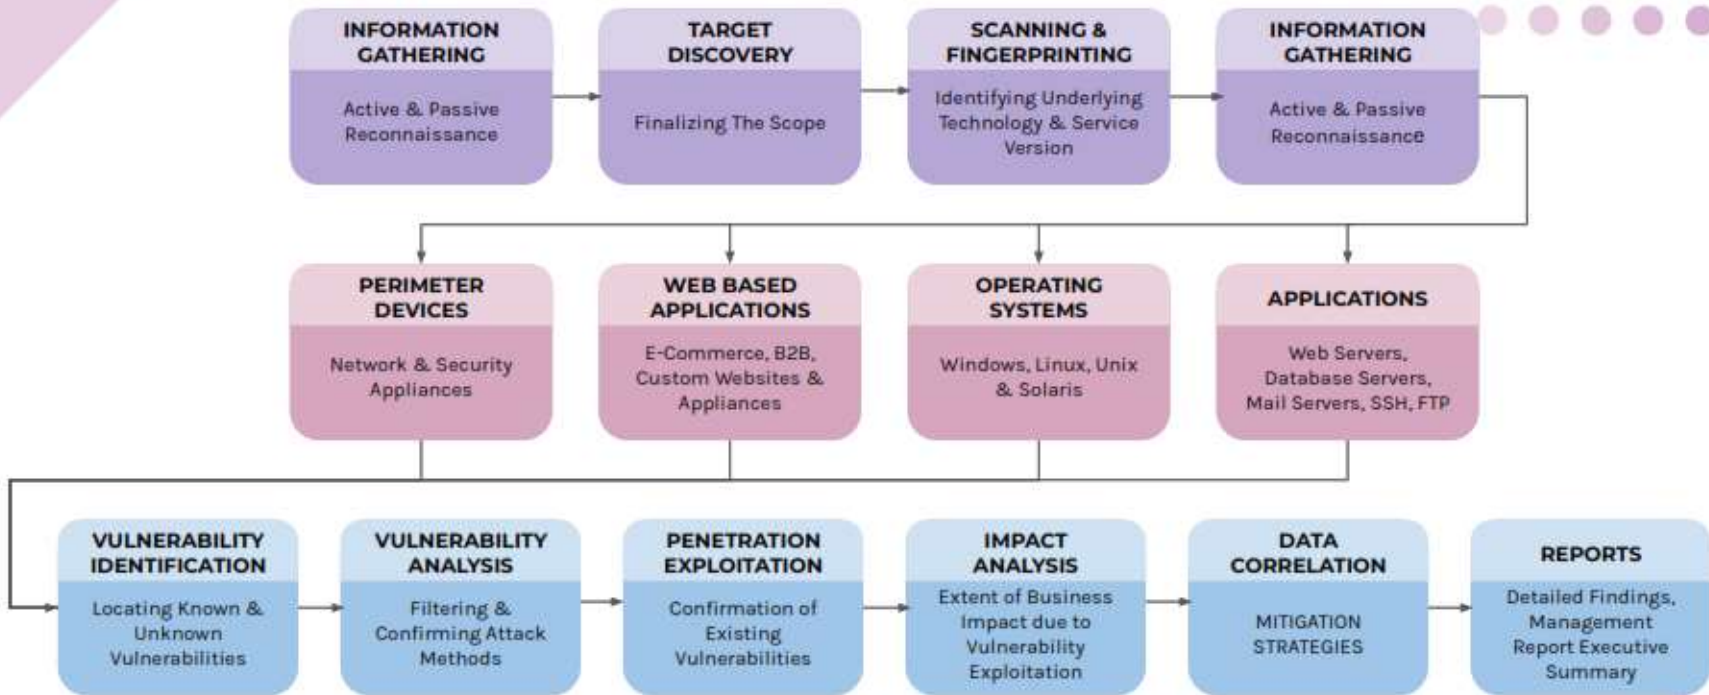 INFORMATION
GATHERING
Active & Passive
Reconnaissance
TARGET
DISCOVERY
Finalizing The Scope
SCANNING &
FINGERPRINTING
Identifying Underlying
Technology & Service
Version
INFORMATION
GATHERING
Active & Passive
Reconnaissance
PERIMETER
DEVICES
Network & Security
Appliances
WEB BASED
APPLICATIONS
E-Commerce, B2B,
Custom Websites &
Appliances
OPERATING
SYSTEMS
Windows, Linux, Unix
& Solaris
APPLICATIONS
Web Servers,
Database Servers,
Mail Servers, SSH, FTP
VULNERABILITY
IDENTIFICATION
Locating Known &
Unknown
Vulnerabilities
VULNERABILITY
ANALYSIS
Filtering &
Confirming Attack
Methods
PENETRATION
EXPLOITATION
Confirmation of
Existing
Vulnerabilities
IMPACT
ANALYSIS
Extent of Business
Impact due to
Vulnerability
Exploitation
DATA
CORRELATION
MITIGATION
STRATEGIES
REPORTS
Detailed Findings,
Management
Report Executive
Summary